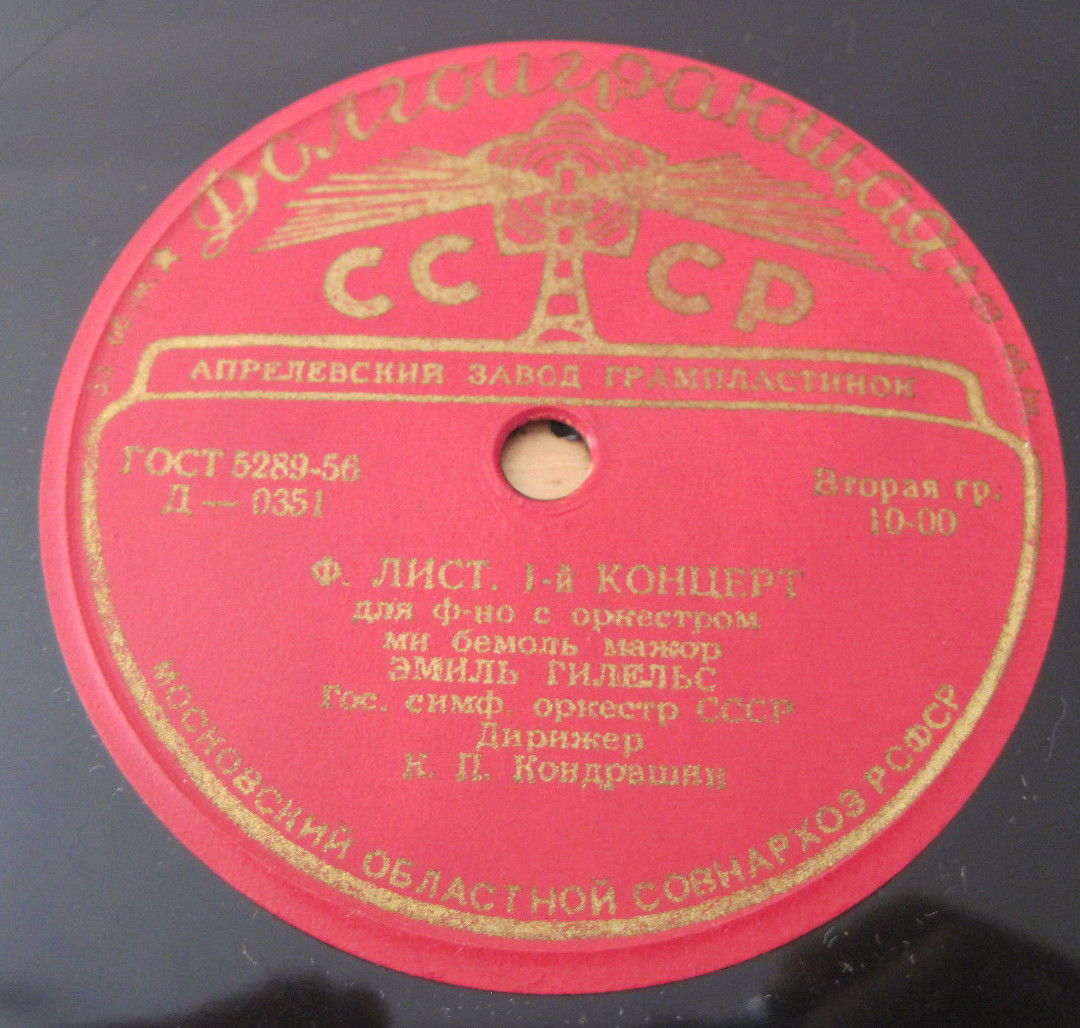 Долгоиграющая
СССР
АПРЕЛЕВСКИЙ ЗАВОД ГРАМПЛАСТИНОК
ГОСТ 5289-56
Д — 0351
Вторая гр.
10-00
Ф. ЛИСТ. 1-й КОНЦЕРТ
для ф-но с оркестром
ми бемоль мажор
ЭМИЛЬ ГИЛЕЛЬС
Гос. симф. оркестр СССР
Дирижер
К. П. Кондрашин
МОСКОВСКИЙ ОБЛАСТНОЙ СОВНАРХОЗ РСФСР